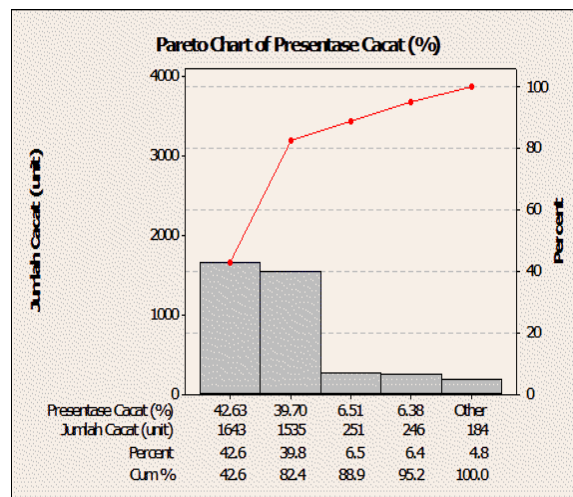 Pareto Chart of Presentase Cacat (%)
4000
3000
2000
1000
0
Jumlah Cacat (unit)
100
80
60
40
20
0
Percent
Presentase Cacat (%) 42.63 39.70 6.51 6.38 Other
Jumlah Cacat (unit) 1643 1535 251 246 184
Percent 42.6 39.8 6.5 6.4 4.8
Cum % 42.6 82.4 88.9 95.2 100.0